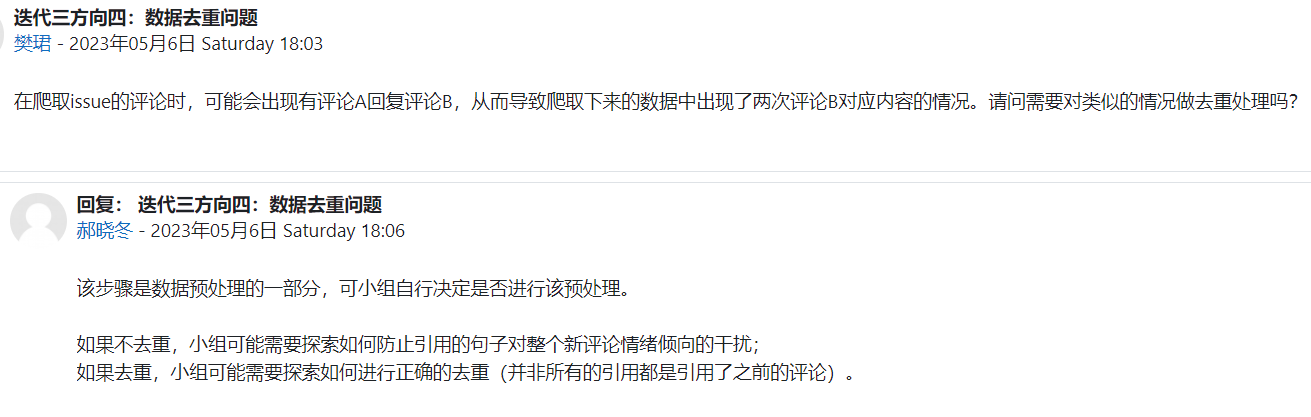 迭代三方向四：数据去重问题
樊珺 - 2023年05月6日 Saturday 18:03
在爬取issue的评论时，可能会出现有评论A回复评论B，从而导致爬取下来的数据中出现了两次评论B对应内容的情况。请问需要对类似的情况做去重处理吗？
回复： 迭代三方向四：数据去重问题
郝晓冬 - 2023年05月6日 Saturday 18:06
该步骤是数据预处理的一部分，可小组自行决定是否进行该预处理。
如果不去重，小组可能需要探索如何防止引用的句子对整个新评论情绪倾向的干扰；
如果去重，小组可能需要探索如何进行正确的去重（并非所有的引用都是引用了之前的评论）。